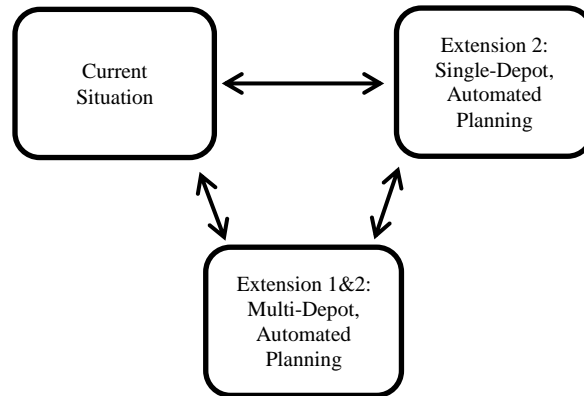 Current
Situation
Extension 2:
Single-Depot,
Automated
Planning
Extension 1&2:
Multi-Depot,
Automated
Planning